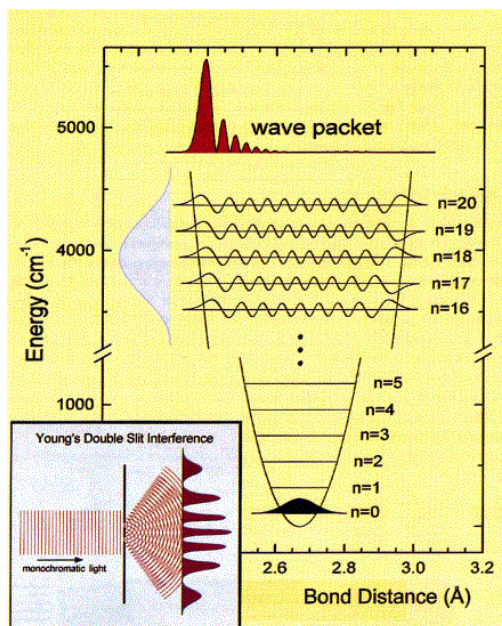 wave packet
5000
4000
1000
Energy (cm⁻¹)
n=20
n=19
n=18
n=17
n=16
n=5
n=4
n=3
n=2
n=1
n=0
Young's Double Slit Interference
monochromatic light
2.6
2.8
3.0
3.2
Bond Distance (Å)